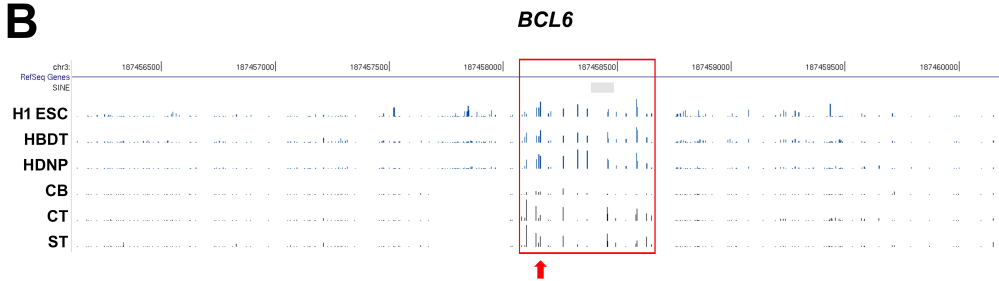 B
BCL6
chr3: 187456500 187457000 187457500 187458000 187458500 187459000 187459500 187460000
RefSeq Genes
SINE
H1 ESC
HBDT
HDNP
CB
CT
ST